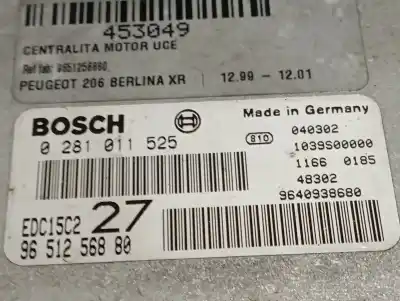 453049
CENTRALITA MOTOR UCE
Ref fab: 9651256880
PEUGEOT 206 BERLINA XR 12.99 - 12.01
BOSCH
Made in Germany
0 281 011 525
810
040302
1039S00000
1166 0185
48302
9640938680
EDC15C2 27
96 512 568 80